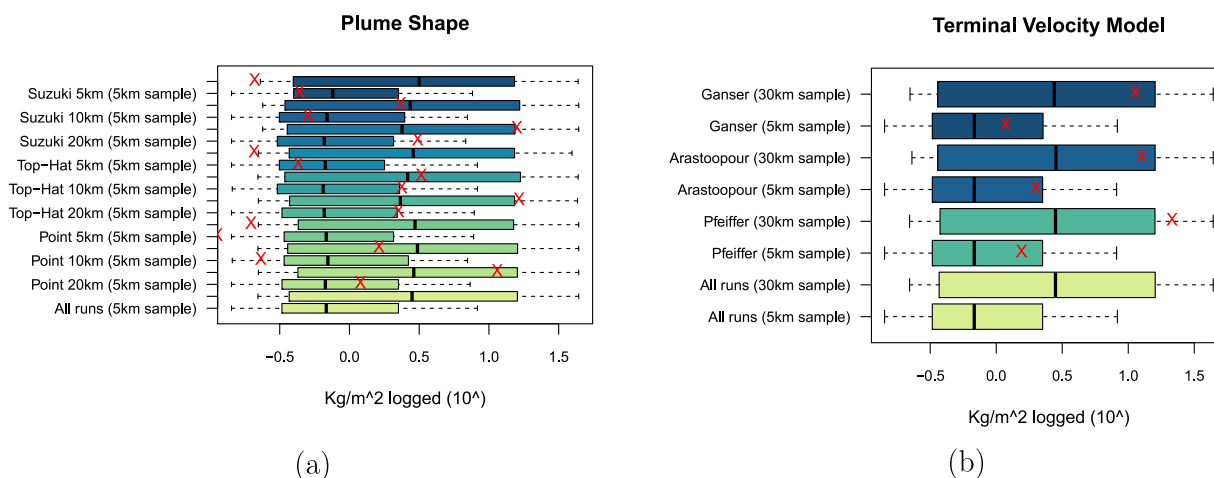 Plume Shape
Suzuki 5km (5km sample)
Suzuki 10km (5km sample)
Suzuki 20km (5km sample)
Top−Hat 5km (5km sample)
Top−Hat 10km (5km sample)
Top−Hat 20km (5km sample)
Point 5km (5km sample)
Point 10km (5km sample)
Point 20km (5km sample)
All runs (5km sample)
−0.5 0.0 0.5 1.0 1.5
Kg/m^2 logged (10^)
(a)
Terminal Velocity Model
Ganser (30km sample)
Ganser (5km sample)
Arastoopour (30km sample)
Arastoopour (5km sample)
Pfeiffer (30km sample)
Pfeiffer (5km sample)
All runs (30km sample)
All runs (5km sample)
−0.5 0.0 0.5 1.0 1.5
Kg/m^2 logged (10^)
(b)